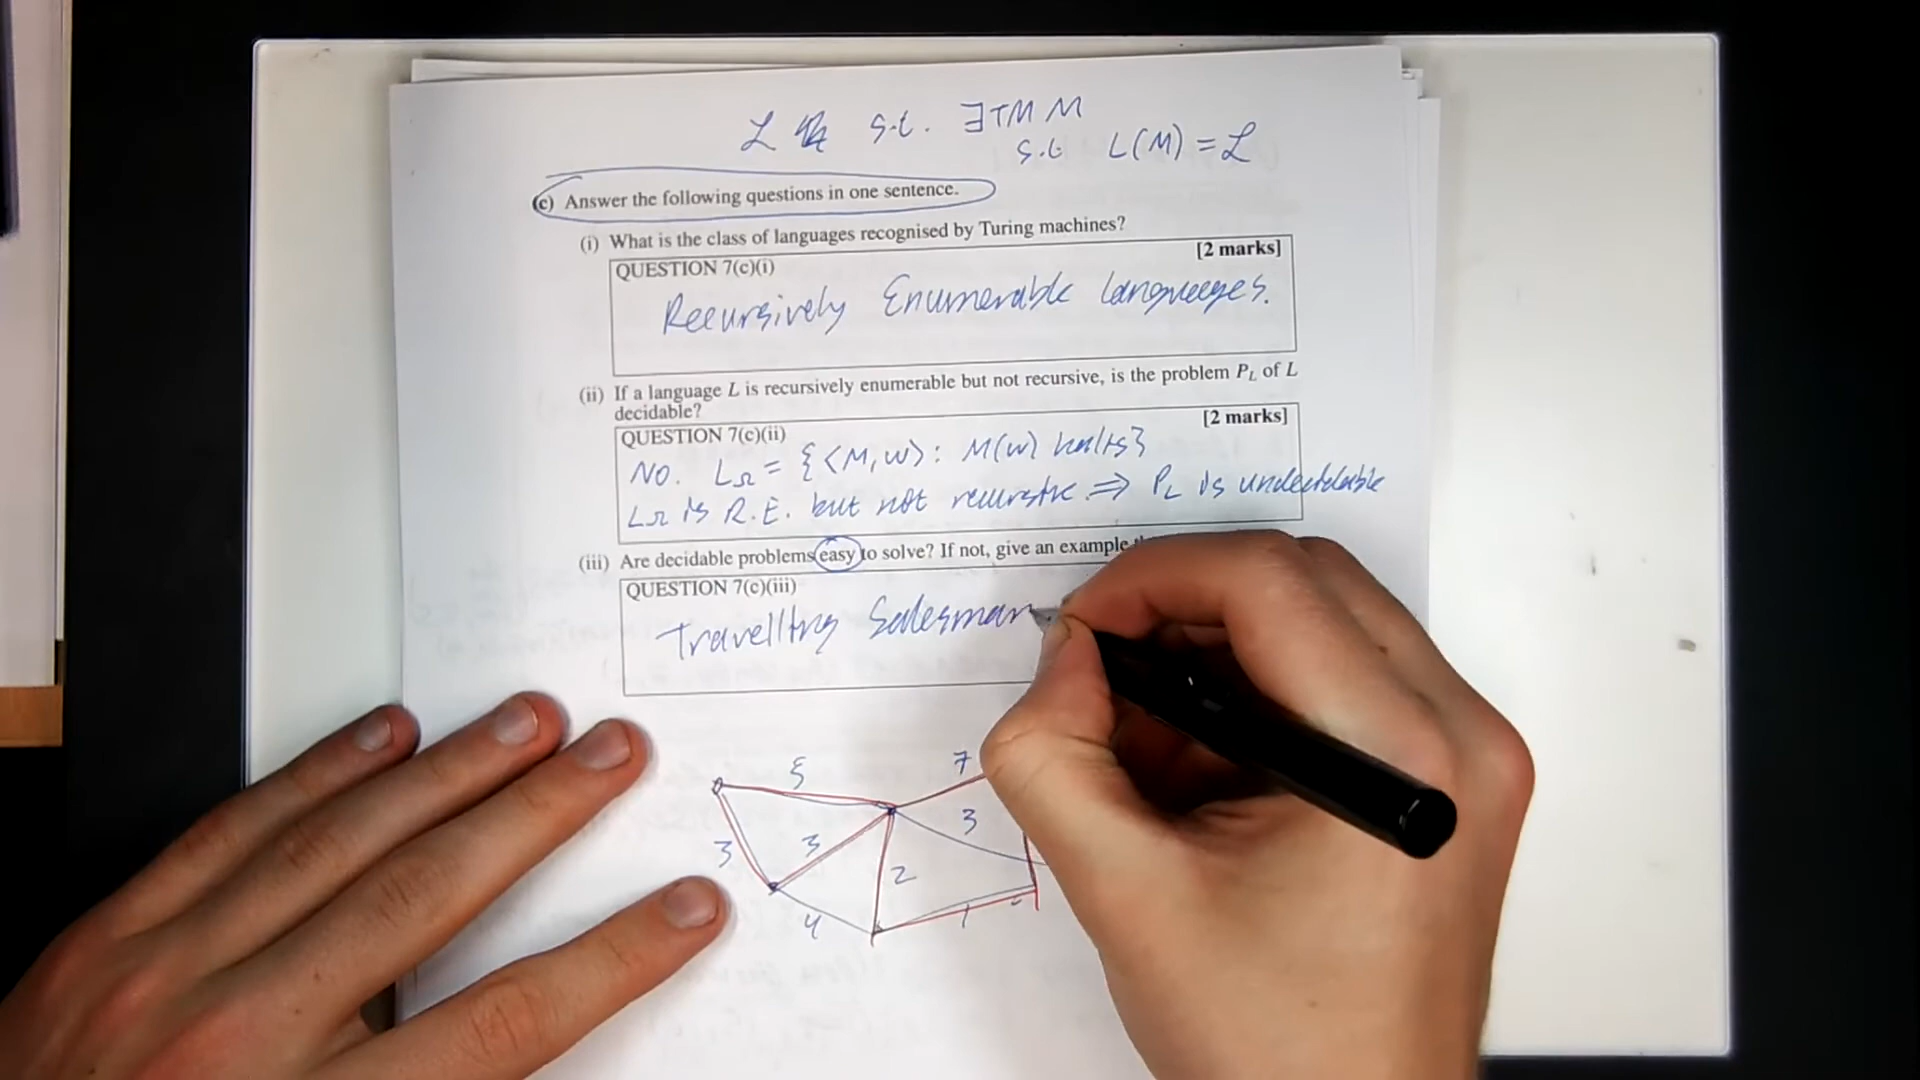 L s.t. ∃TM M
s.t L(M) = L
(c) Answer the following questions in one sentence.
(i) What is the class of languages recognised by Turing machines?
[2 marks]
QUESTION 7(c)(i)
Recursively Enumerable languages.
(ii) If a language L is recursively enumerable but not recursive, is the problem P_L of L
decidable?
[2 marks]
QUESTION 7(c)(ii)
NO. L_Ω = {<M,w>: M(w) halts}
L_Ω is R.E. but not recursive. ⇒ P_L is undecidable
(iii) Are decidable problems easy to solve? If not, give an example
QUESTION 7(c)(iii)
Travelling Salesman
5
7
3
3
3
2
4
1